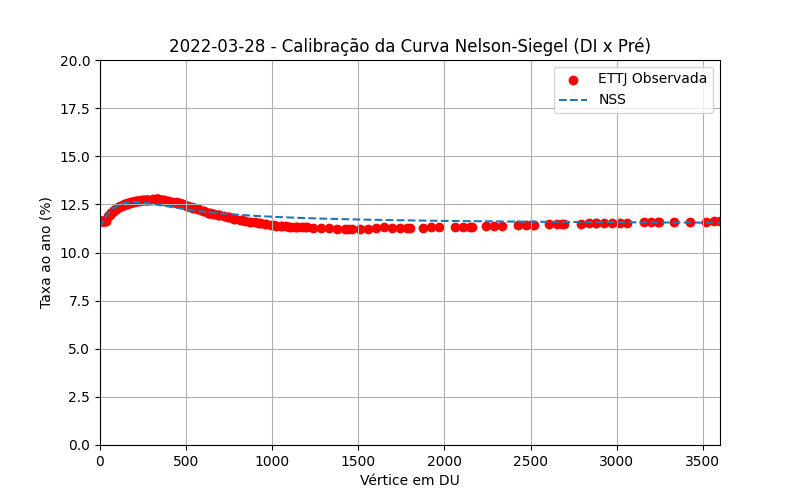 2022-03-28 - Calibração da Curva Nelson-Siegel (DI x Pré)
ETTJ Observada
NSS
20.0
17.5
15.0
12.5
10.0
7.5
5.0
2.5
0.0
Taxa ao ano (%)
0 500 1000 1500 2000 2500 3000 3500
Vértice em DU